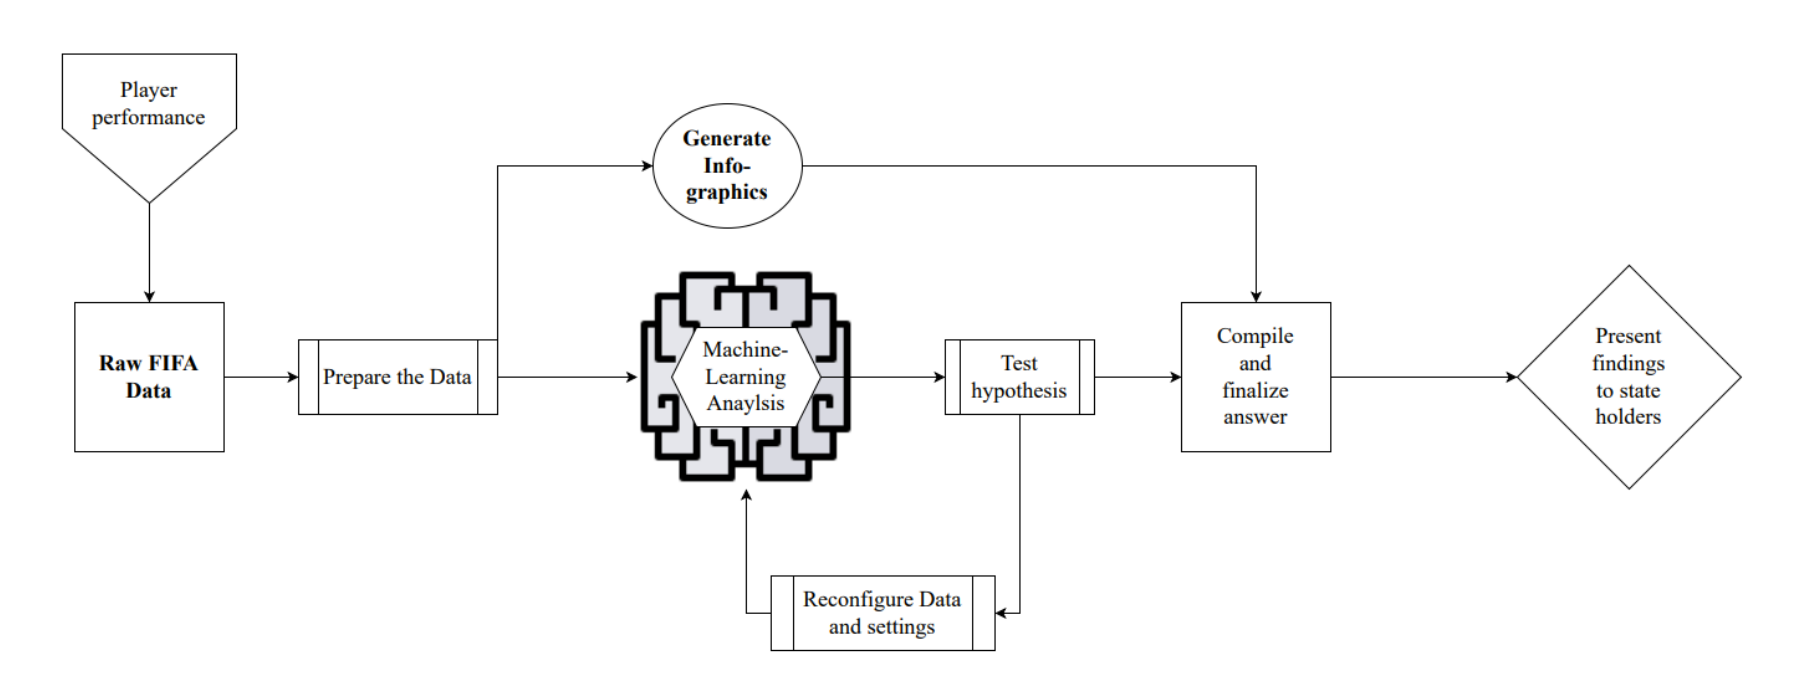 Player
performance
Generate
Info-
graphics
Raw FIFA
Data
Prepare the Data
Machine-
Learning
Anaylsis
Test
hypothesis
Compile
and
finalize
answer
Present
findings
to state
holders
Reconfigure Data
and settings